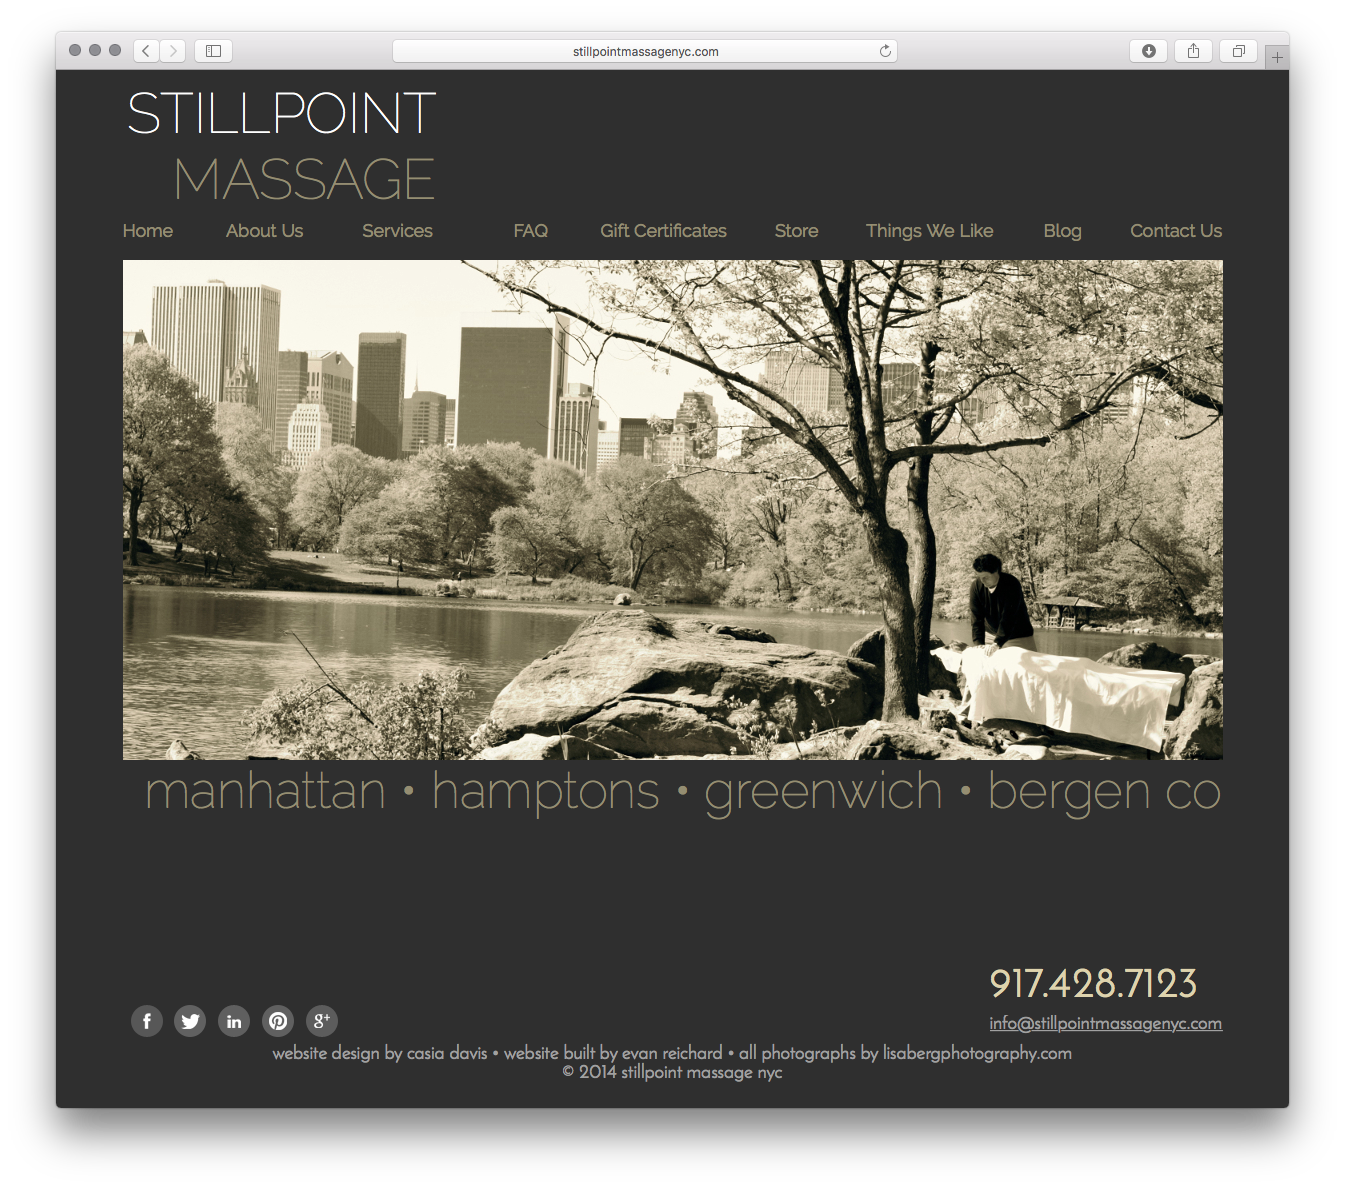 stillpointmassagenyc.com
STILLPOINT
MASSAGE
Home About Us Services FAQ Gift Certificates Store Things We Like Blog Contact Us
manhattan • hamptons • greenwich • bergen co
917.428.7123
info@stillpointmassagenyc.com
website design by casia davis • website built by evan reichard • all photographs by lisabergphotography.com
© 2014 stillpoint massage nyc